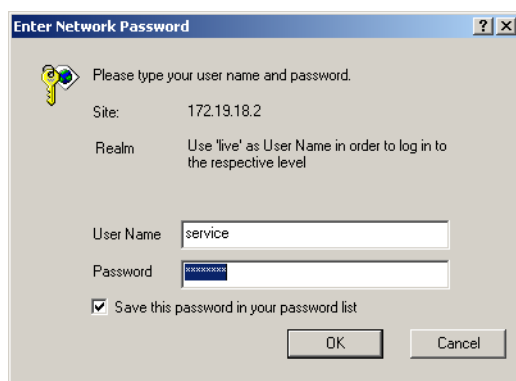 Enter Network Password
Please type your user name and password.
Site: 172.19.18.2
Realm Use 'live' as User Name in order to log in to
the respective level
User Name service
Password ********
Save this password in your password list
OK Cancel